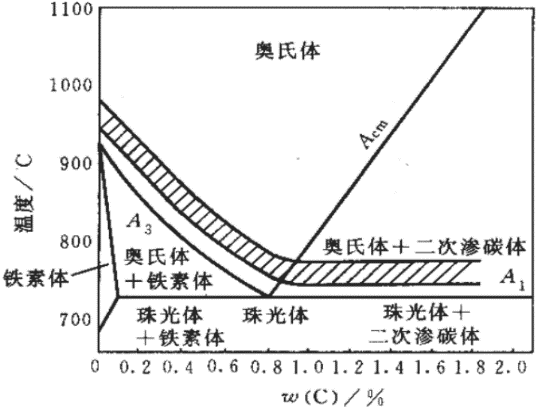 1100
奥氏体
1000
Acm
900
温度/℃
A3
800
奥氏体+二次渗碳体
奥氏体
+铁素体
铁素体
A1
700
珠光体
+铁素体
珠光体
珠光体+
二次渗碳体
0 0.2 0.4 0.6 0.8 1.0 1.2 1.4 1.6 1.8 2.0
w(C)/%